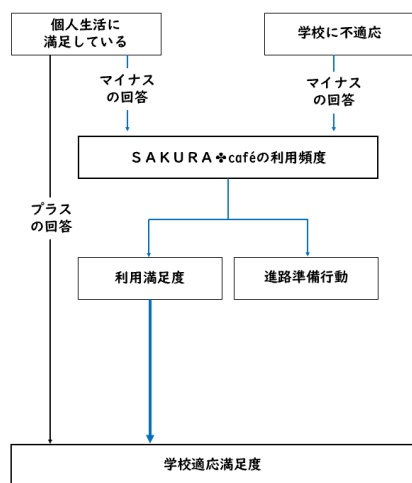 個人生活に
満足している
学校に不適応
マイナス
の回答
マイナス
の回答
ＳＡＫＵＲＡ✤caféの利用頻度
プラス
の回答
利用満足度
進路準備行動
学校適応満足度